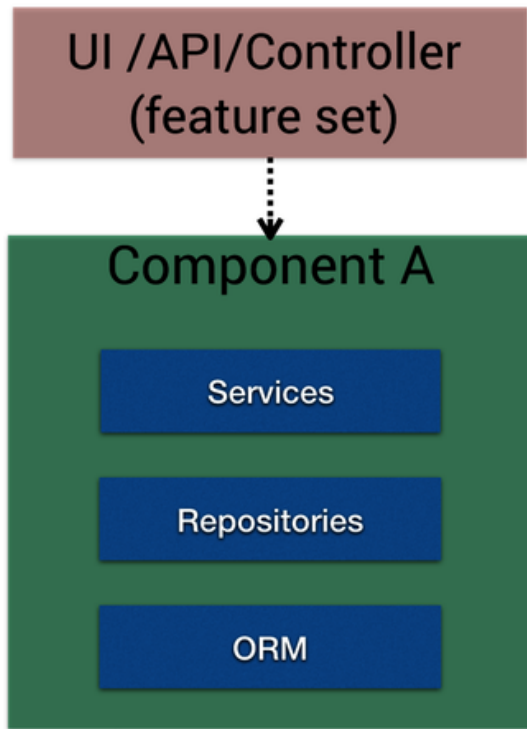 UI /API/Controller
(feature set)
Component A
Services
Repositories
ORM